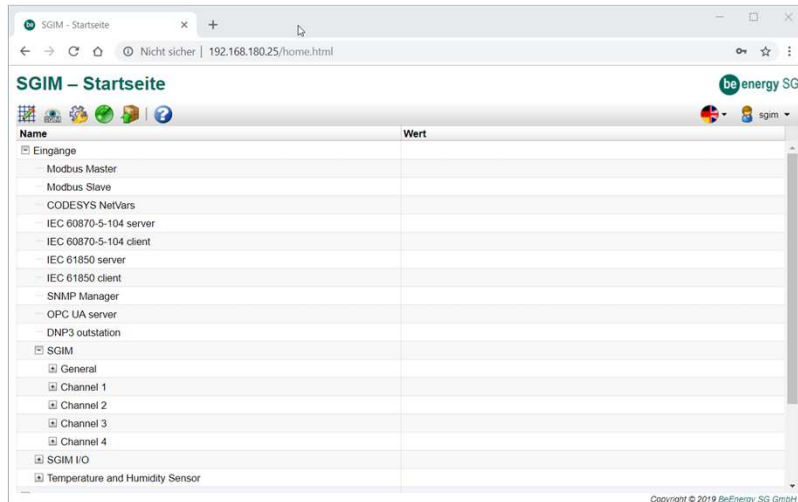 be SGIM - Startseite
Nicht sicher | 192.168.180.25/home.html
SGIM – Startseite
be energy SG
sgim
Name Wert
Eingänge
Modbus Master
Modbus Slave
CODESYS NetVars
IEC 60870-5-104 server
IEC 60870-5-104 client
IEC 61850 server
IEC 61850 client
SNMP Manager
OPC UA server
DNP3 outstation
SGIM
General
Channel 1
Channel 2
Channel 3
Channel 4
SGIM I/O
Temperature and Humidity Sensor
Copyright © 2019 BeEnergy SG GmbH